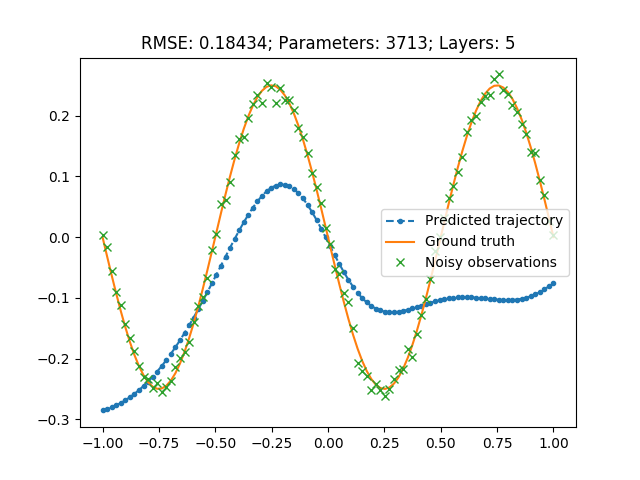 RMSE: 0.18434; Parameters: 3713; Layers: 5
0.2
0.1
0.0
−0.1
−0.2
−0.3
Predicted trajectory
Ground truth
Noisy observations
−1.00 −0.75 −0.50 −0.25 0.00 0.25 0.50 0.75 1.00